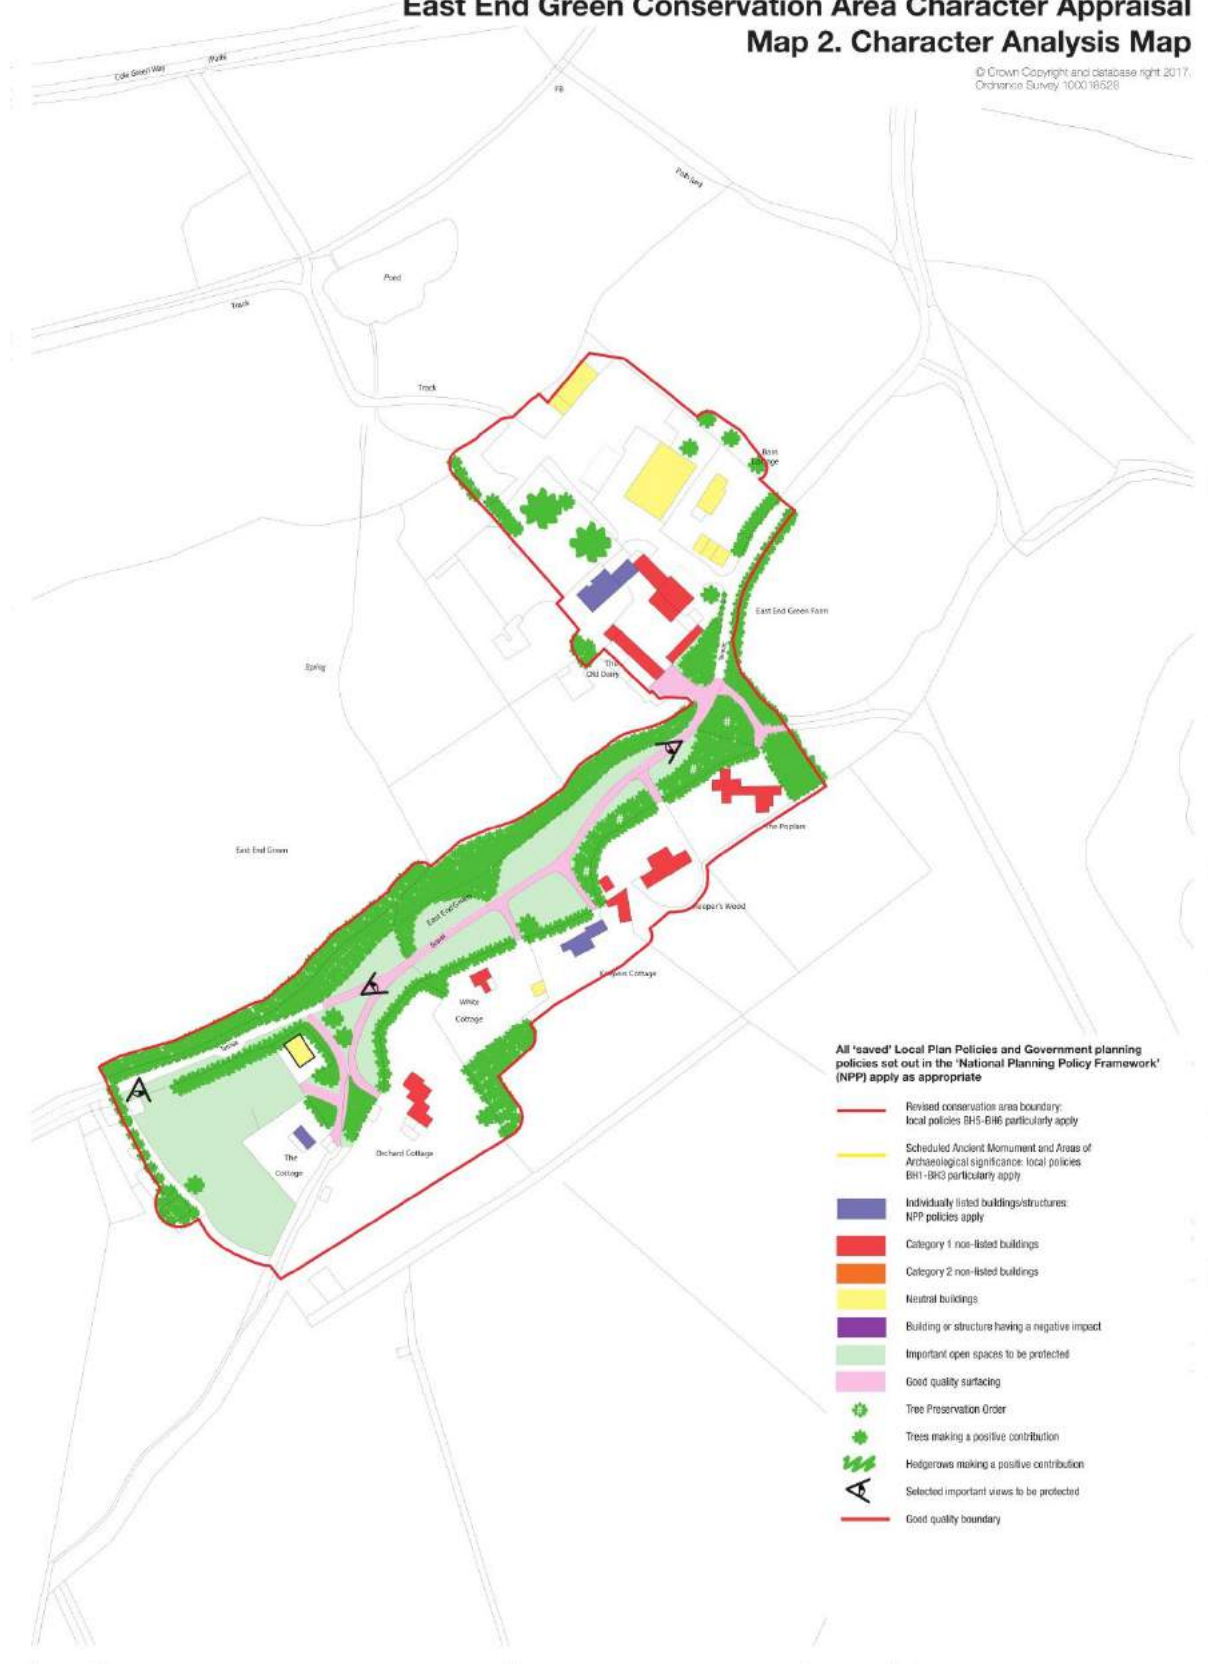 East End Green Conservation Area Character Appraisal
Map 2. Character Analysis Map
© Crown Copyright and database right 2017.
Ordnance Survey 100018528
Cole Green Way
FB
Pond
Track
Track
Barn
East End Green Farm
Spring
The
Old Dairy
The Poplars
East End Green
Keeper's Wood
East End Green
Keepers Cottage
White
Cottage
The
Cottage
Orchard Cottage
All 'saved' Local Plan Policies and Government planning
policies set out in the 'National Planning Policy Framework'
(NPP) apply as appropriate
Revised conservation area boundary:
local policies BH5-BH6 particularly apply
Scheduled Ancient Momument and Areas of
Archaeological significance: local policies
BH1-BH3 particularly apply
Individually listed buildings/structures:
NPP policies apply
Category 1 non-listed buildings
Category 2 non-listed buildings
Neutral buildings
Building or structure having a negative impact
Important open spaces to be protected
Good quality surfacing
Tree Preservation Order
Trees making a positive contribution
Hedgerows making a positive contribution
Selected important views to be protected
Good quality boundary